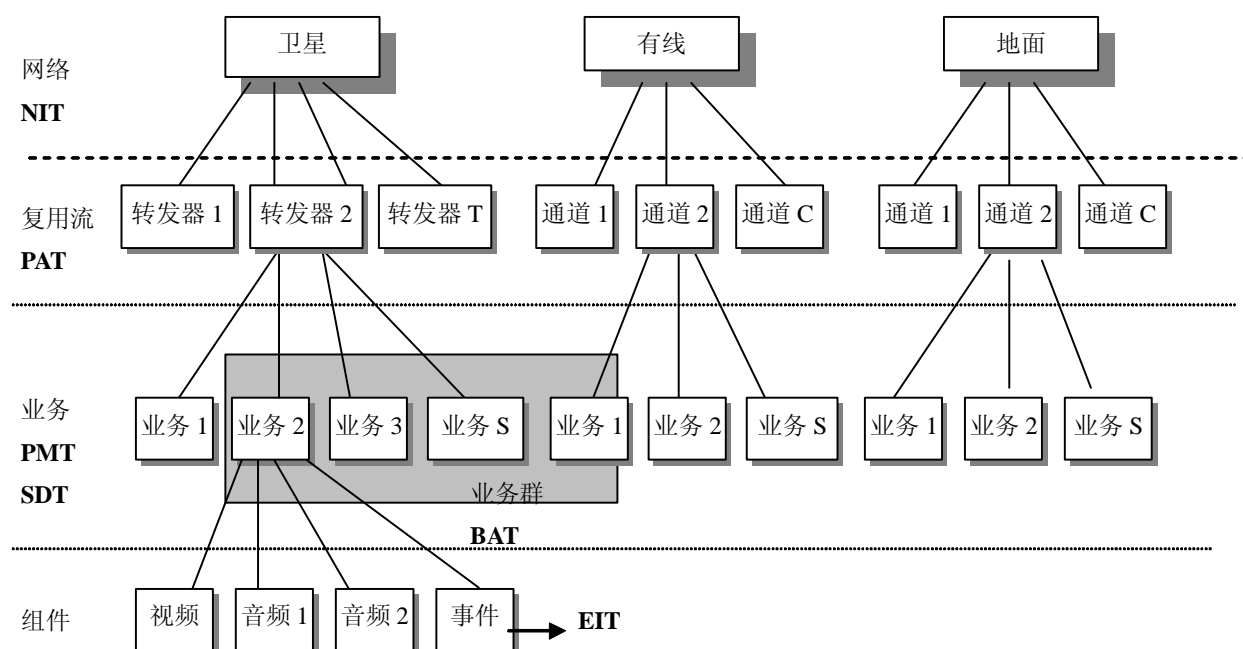 卫星 有线 地面
网络
NIT
转发器 1 转发器 2 转发器 T 通道 1 通道 2 通道 C 通道 1 通道 2 通道 C
复用流
PAT
业务 1 业务 2 业务 3 业务 S 业务 1 业务 2 业务 S 业务 1 业务 2 业务 S
业务
PMT
SDT
业务群
BAT
视频 音频 1 音频 2 事件 EIT
组件